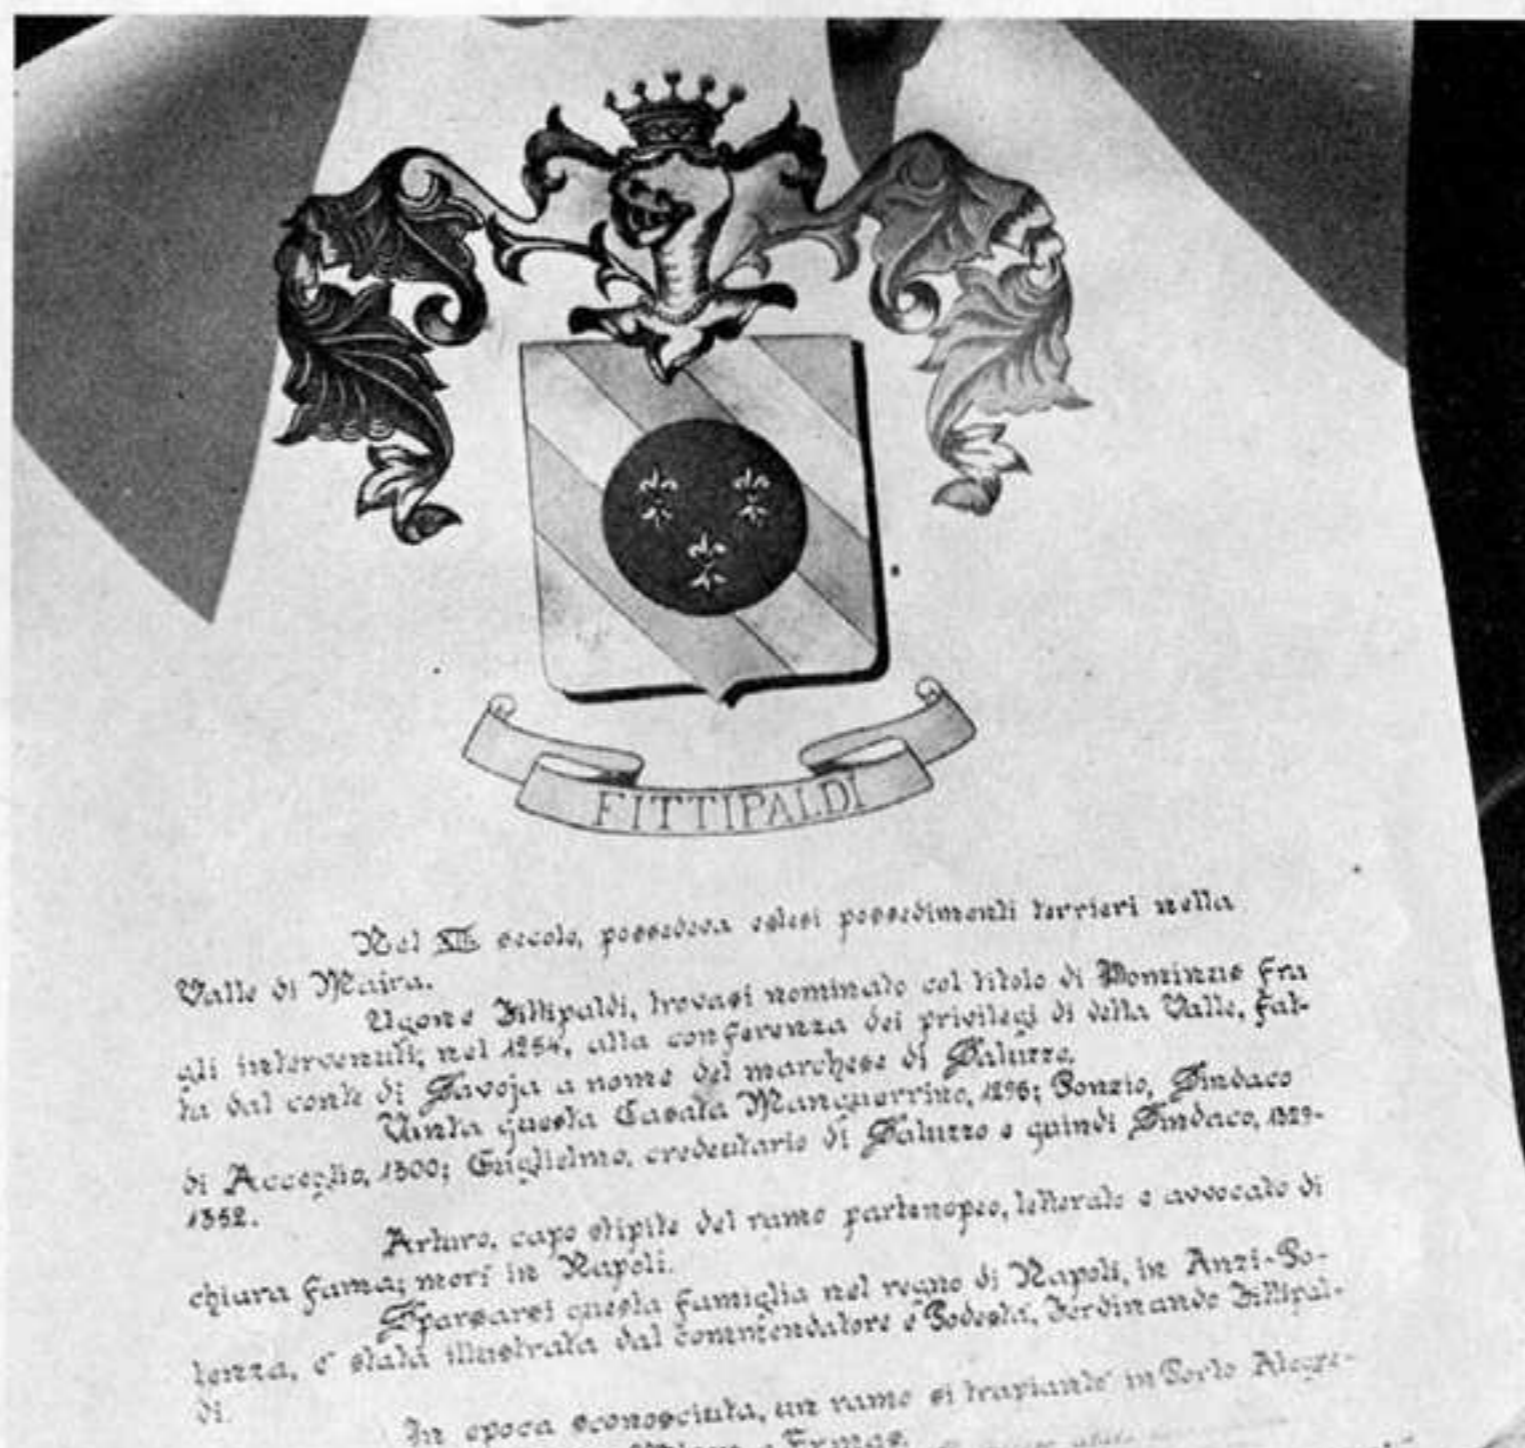 FITTIPALDI
Nel XII secolo, possedeva estesi possedimenti terrieri nella
Valle di Maira.
Ugone Fittipaldi, trovasi nominato col titolo di Fra
gli intervenuti; nel 1254, alla conferenza dei privilegi di detta Valle, fat-
ta dal conte di Savoja a nome del marchese di Saluzzo.
Vanta questa Casata Manguerrino, Ponzio, Sindaco
di Acceglio, 1300; Guglielmo, credentario di Saluzzo e quindi Sindaco, 1329-
1352.
Arturo, capo stipite del ramo partenopeo, letterato e avvocato di
chiara fama; morì in Napoli.
Sparsarsi questa famiglia nel regno di Napoli, in Anzi-Po-
tenza, e' stata illustrata dal commendatore e Podestà, Ferdinando Fittipal-
di.
In epoca sconosciuta, un ramo si trapiantò in Porto Alegre-